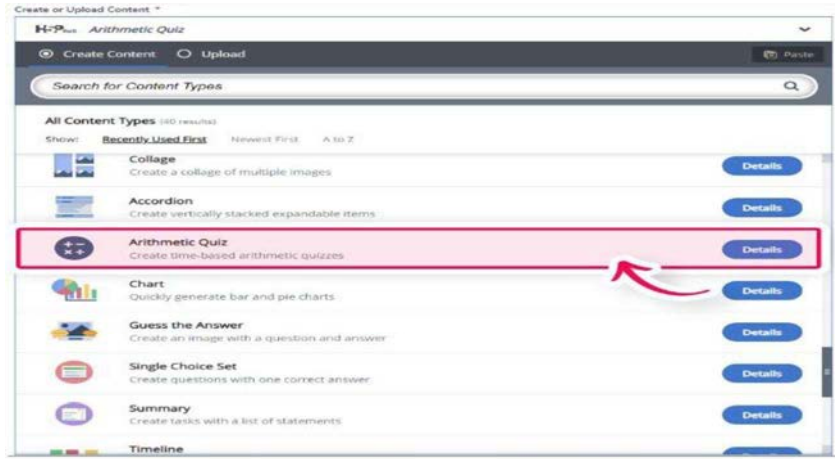 Create or Upload Content *
H5P Hub Arithmetic Quiz
Create Content Upload Paste
Search for Content Types
All Content Types (40 results)
Show: Recently Used First Newest First A to Z
Collage
Create a collage of multiple images
Details
Accordion
Create vertically stacked expandable items
Details
Arithmetic Quiz
Create time-based arithmetic quizzes
Details
Chart
Quickly generate bar and pie charts
Details
Guess the Answer
Create an image with a question and answer
Details
Single Choice Set
Create questions with one correct answer
Details
Summary
Create tasks with a list of statements
Details
Timeline